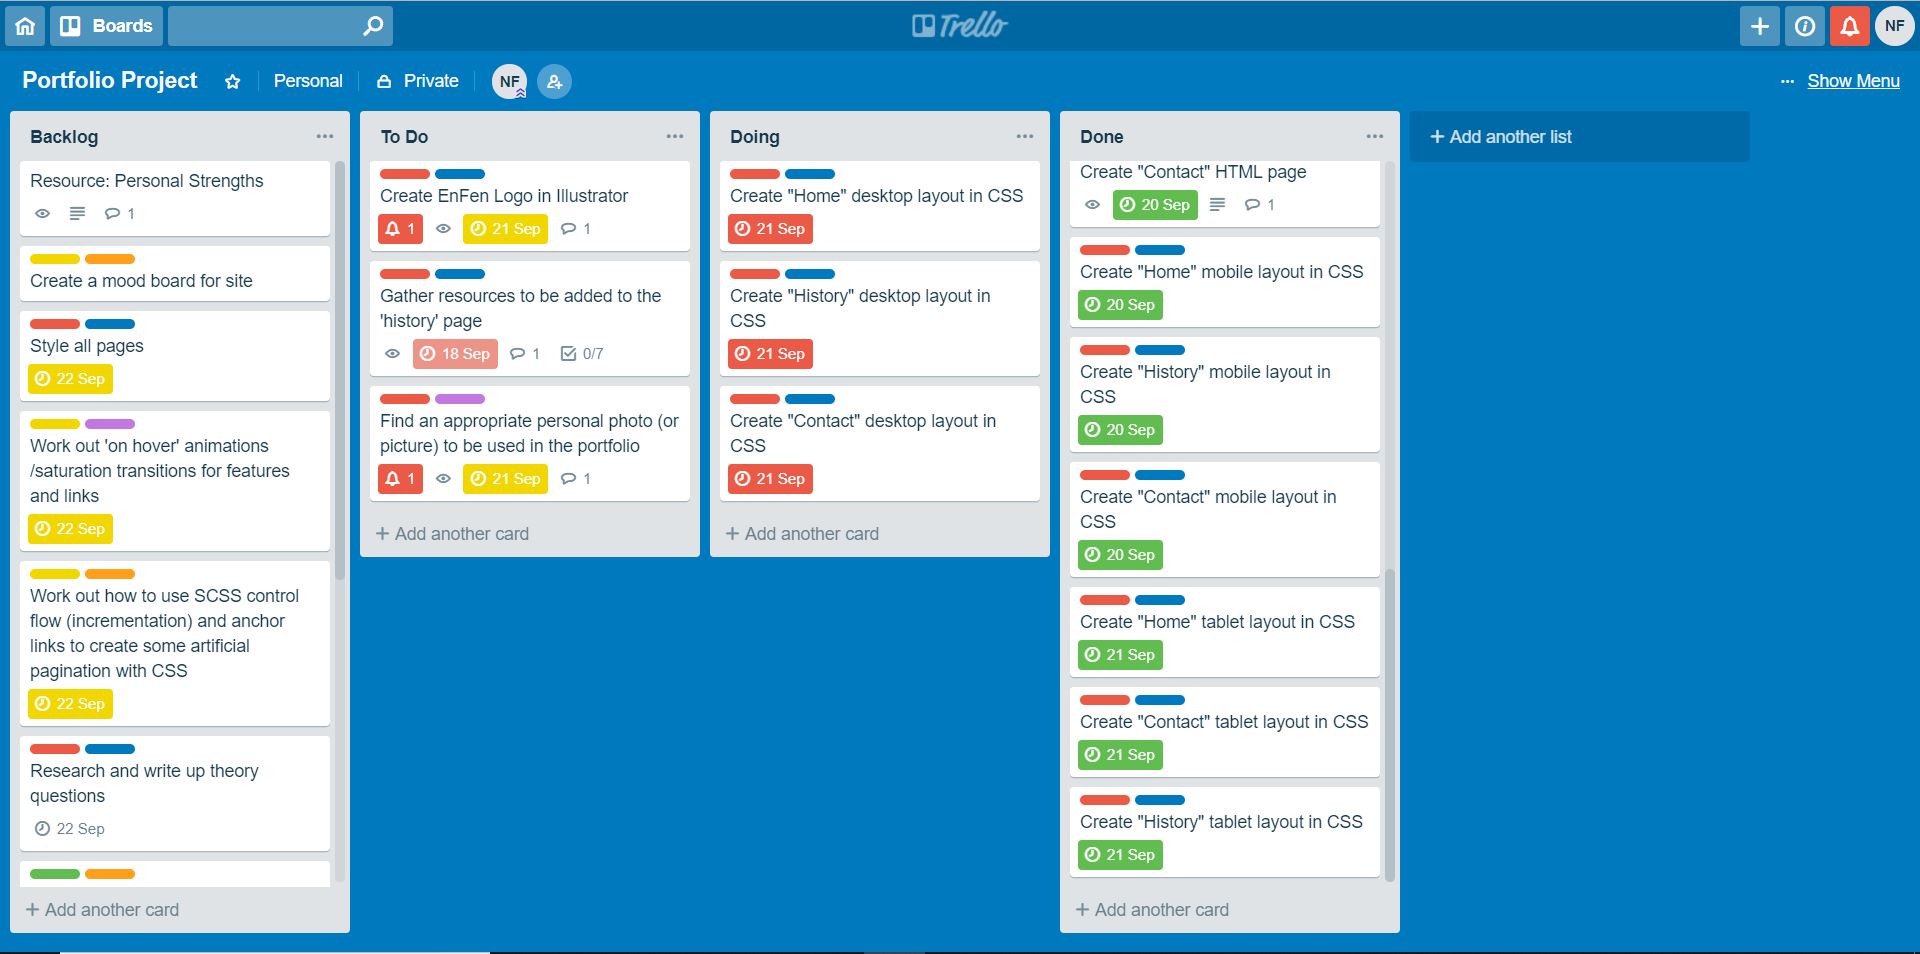 Boards
Trello
NF
Portfolio Project
Personal
Private
NF
Show Menu
Backlog
Resource: Personal Strengths
1
Create a mood board for site
Style all pages
22 Sep
Work out 'on hover' animations
/saturation transitions for features
and links
22 Sep
Work out how to use SCSS control
flow (incrementation) and anchor
links to create some artificial
pagination with CSS
22 Sep
Research and write up theory
questions
22 Sep
+ Add another card
To Do
Create EnFen Logo in Illustrator
1 21 Sep 1
Gather resources to be added to the
'history' page
18 Sep 1 0/7
Find an appropriate personal photo (or
picture) to be used in the portfolio
1 21 Sep 1
+ Add another card
Doing
Create "Home" desktop layout in CSS
21 Sep
Create "History" desktop layout in
CSS
21 Sep
Create "Contact" desktop layout in
CSS
21 Sep
+ Add another card
Done
Create "Contact" HTML page
20 Sep 1
Create "Home" mobile layout in CSS
20 Sep
Create "History" mobile layout in
CSS
20 Sep
Create "Contact" mobile layout in
CSS
20 Sep
Create "Home" tablet layout in CSS
21 Sep
Create "Contact" tablet layout in CSS
21 Sep
Create "History" tablet layout in CSS
21 Sep
+ Add another card
+ Add another list